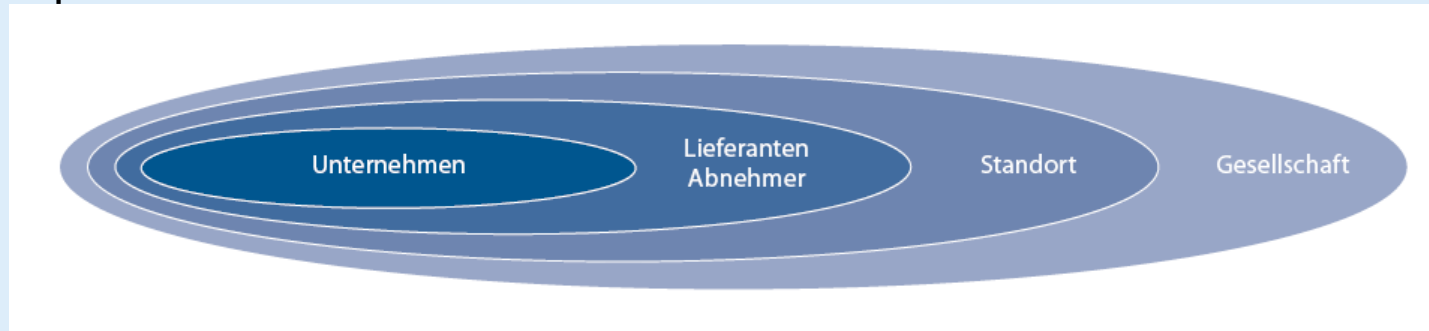 Unternehmen
Lieferanten
Abnehmer
Standort
Gesellschaft